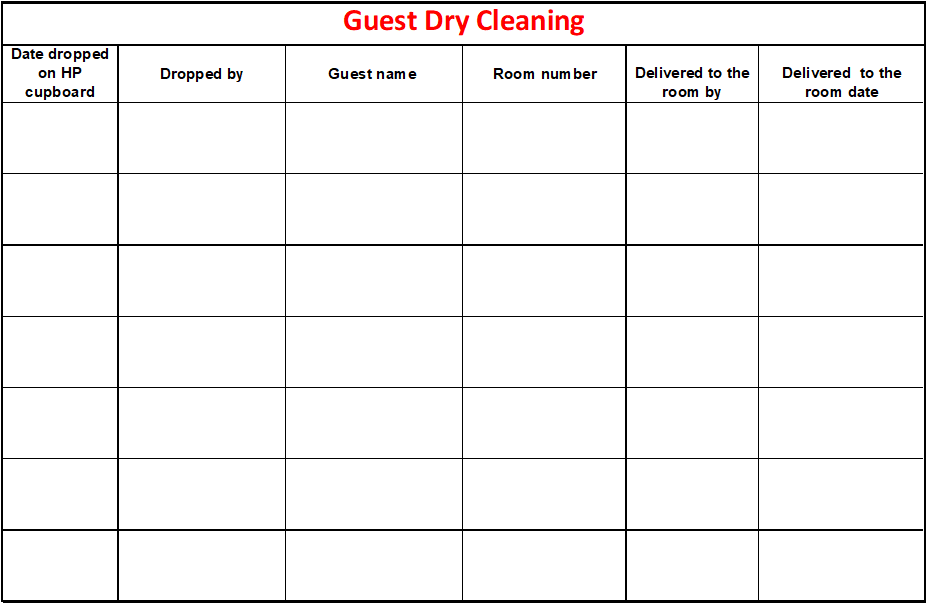 Guest Dry Cleaning
Date dropped
on HP
cupboard
Dropped by
Guest name
Room number
Delivered to the
room by
Delivered to the
room date